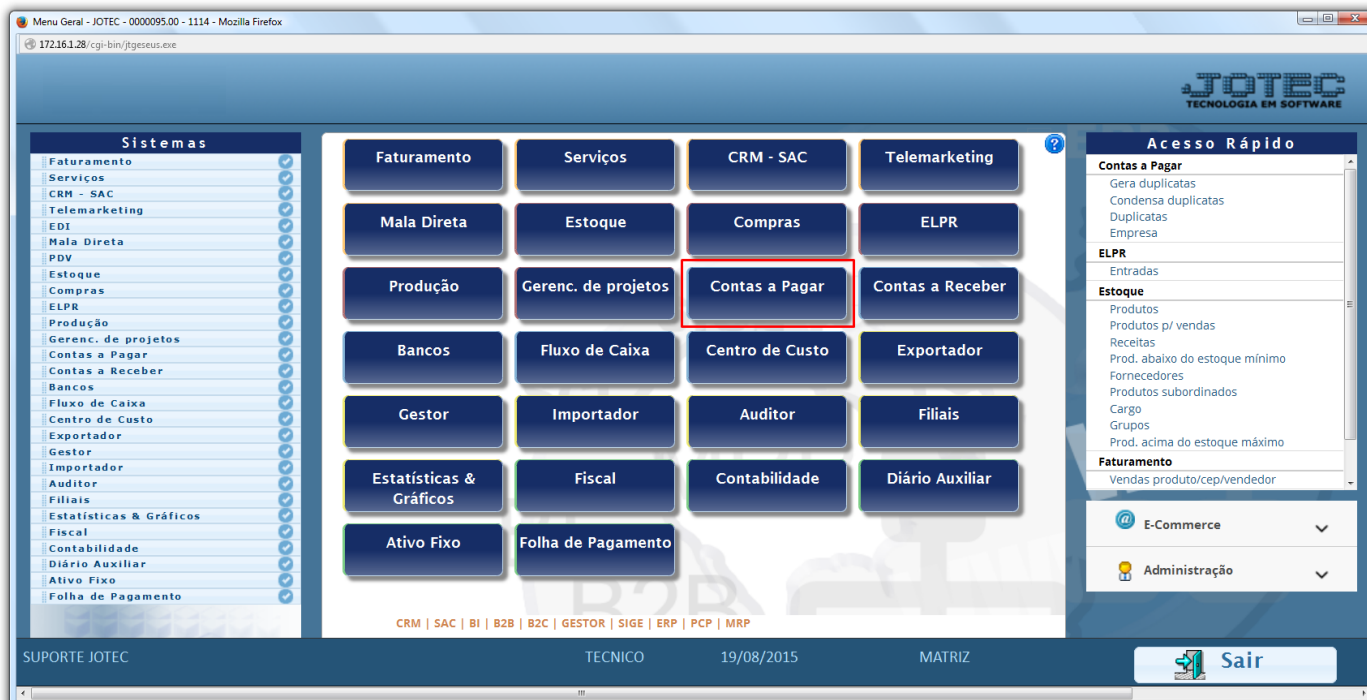 Menu Geral - JOTEC - 0000095.00 - 1114 - Mozilla Firefox
172.16.1.28/cgi-bin/jtgeseus.exe
JOTEC
TECNOLOGIA EM SOFTWARE
Sistemas
Faturamento
Serviços
CRM - SAC
Telemarketing
EDI
Mala Direta
PDV
Estoque
Compras
ELPR
Produção
Gerenc. de projetos
Contas a Pagar
Contas a Receber
Bancos
Fluxo de Caixa
Centro de Custo
Exportador
Gestor
Importador
Auditor
Filiais
Estatísticas & Gráficos
Fiscal
Contabilidade
Diário Auxiliar
Ativo Fixo
Folha de Pagamento
Faturamento
Serviços
CRM - SAC
Telemarketing
Mala Direta
Estoque
Compras
ELPR
Produção
Gerenc. de projetos
Contas a Pagar
Contas a Receber
Bancos
Fluxo de Caixa
Centro de Custo
Exportador
Gestor
Importador
Auditor
Filiais
Estatísticas &
Gráficos
Fiscal
Contabilidade
Diário Auxiliar
Ativo Fixo
Folha de Pagamento
B2B
CRM | SAC | BI | B2B | B2C | GESTOR | SIGE | ERP | PCP | MRP
?
Acesso Rápido
Contas a Pagar
Gera duplicatas
Condensa duplicatas
Duplicatas
Empresa
ELPR
Entradas
Estoque
Produtos
Produtos p/ vendas
Receitas
Prod. abaixo do estoque mínimo
Fornecedores
Produtos subordinados
Cargo
Grupos
Prod. acima do estoque máximo
Faturamento
Vendas produto/cep/vendedor
@ E-Commerce
Administração
SUPORTE JOTEC TECNICO 19/08/2015 MATRIZ
Sair